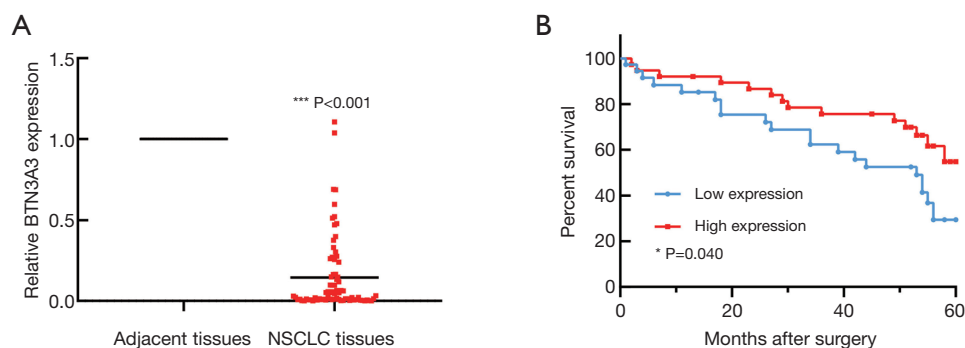 A
Relative BTN3A3 expression
1.5
1.0
0.5
0.0
*** P<0.001
Adjacent tissues
NSCLC tissues
B
Percent survival
100
80
60
40
20
0
Low expression
High expression
* P=0.040
0
20
40
60
Months after surgery